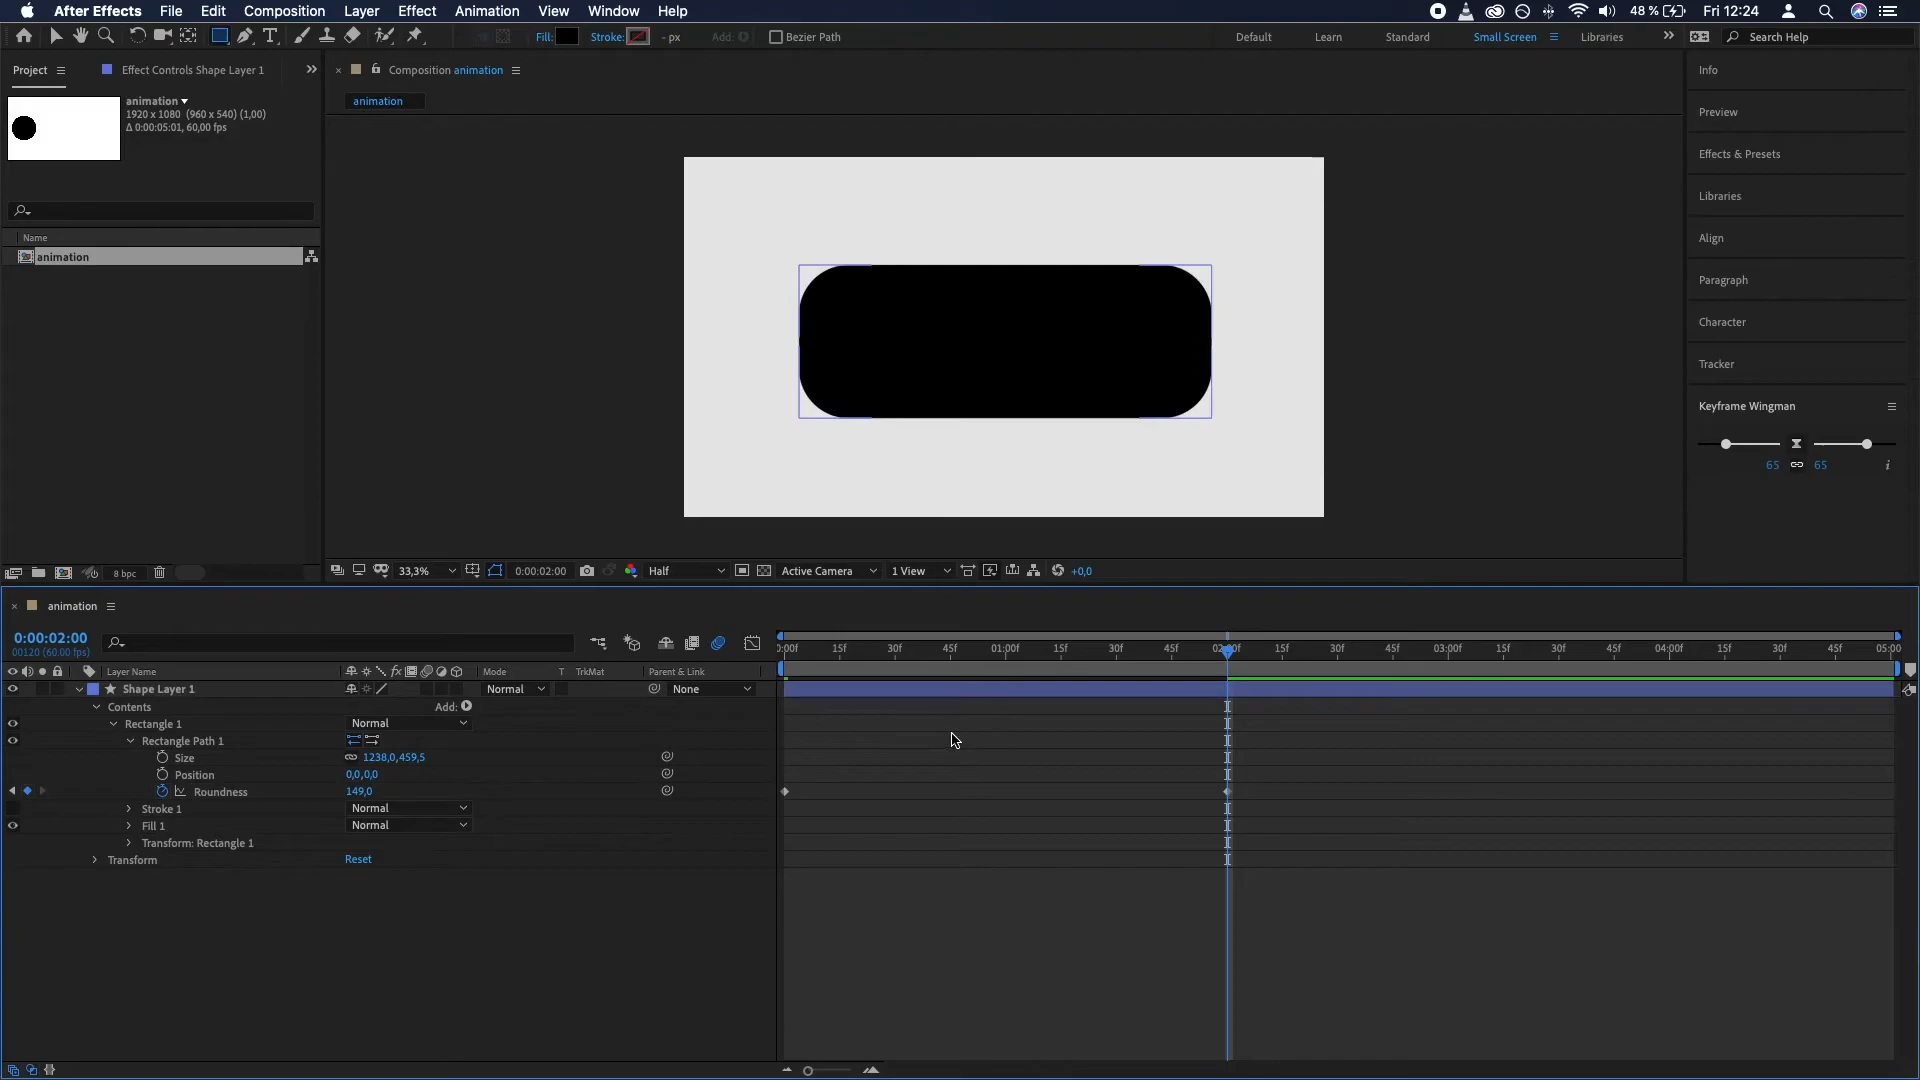 After Effects File Edit Composition Layer Effect Animation View Window Help 48 % Fri 12:24
Fill: Stroke: - px Add: Bezier Path Default Learn Standard Small Screen Libraries Search Help
Project Effect Controls Shape Layer 1
Composition animation
animation
1920 x 1080 (960 x 540) (1,00)
Δ 0:00:05:01, 60,00 fps
animation
Name
animation
Info
Preview
Effects & Presets
Libraries
Align
Paragraph
Character
Tracker
Keyframe Wingman
65 65 i
8 bpc
33,3% 0:00:02:00 Half Active Camera 1 View +0,0
animation
0:00:02:00
00120 (60.00 fps)
15f 30f 45f 01:00f 15f 30f 45f 15f 30f 45f 03:00f 15f 30f 45f 04:00f 15f 30f 45f 05:00
Layer Name fx Mode T TrkMat Parent & Link
Shape Layer 1 Normal None
Contents Add:
Rectangle 1 Normal
Rectangle Path 1
Size 1238,0,459,5
Position 0,0,0,0
Roundness 149,0
Stroke 1 Normal
Fill 1 Normal
Transform: Rectangle 1
Transform Reset